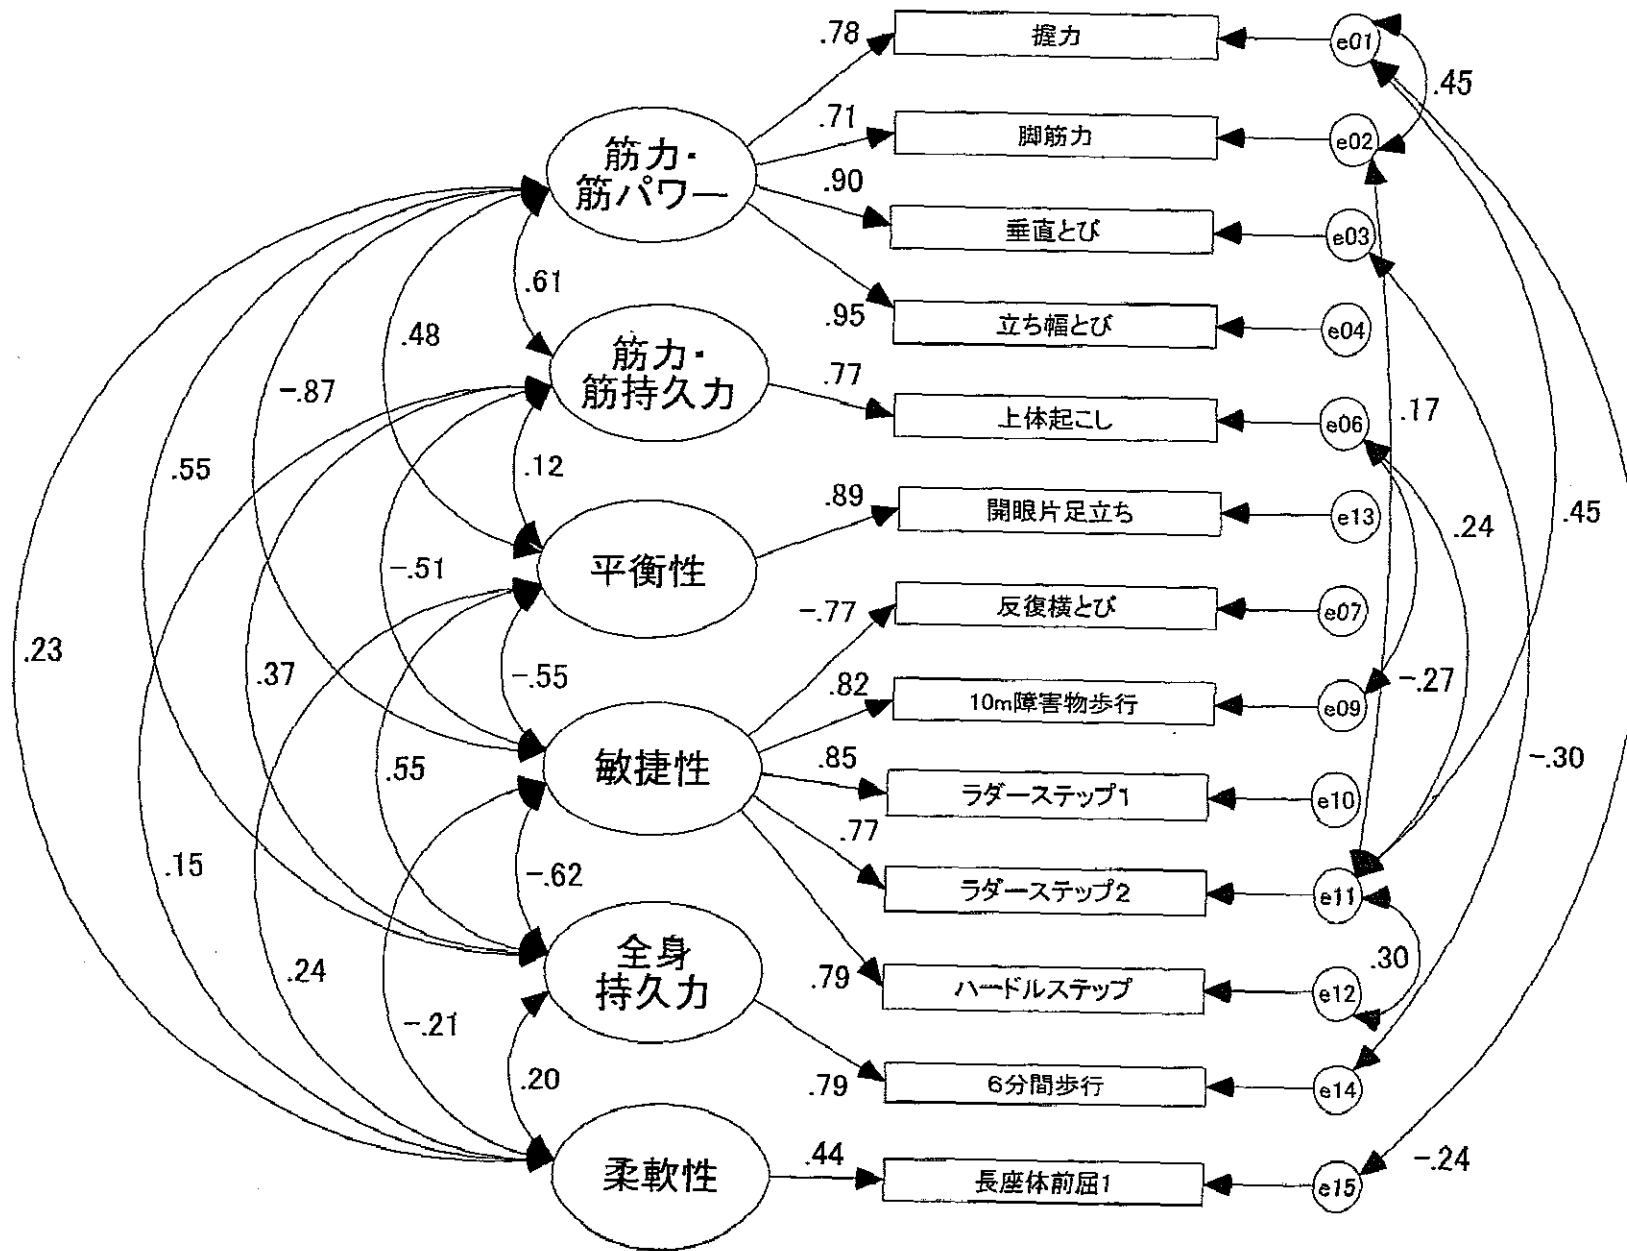 .78
握力
e01
.45
.71
脚筋力
e02
筋力・
筋パワー
.90
垂直とび
e03
.61
.95
立ち幅とび
e04
.48
筋力・
筋持久力
.77
上体起こし
e06
-.87
.17
.55
.12
.89
開眼片足立ち
e13
.24
.45
-.51
平衡性
-.77
反復横とび
e07
.23
.37
-.55
.82
10m障害物歩行
e09
-.27
.55
敏捷性
.85
ラダーステップ1
e10
-.30
.77
.15
-.62
ラダーステップ2
e11
.24
全身
持久力
.79
ハードルステップ
e12
.30
-.21
.20
.79
6分間歩行
e14
柔軟性
.44
長座体前屈1
e15
-.24